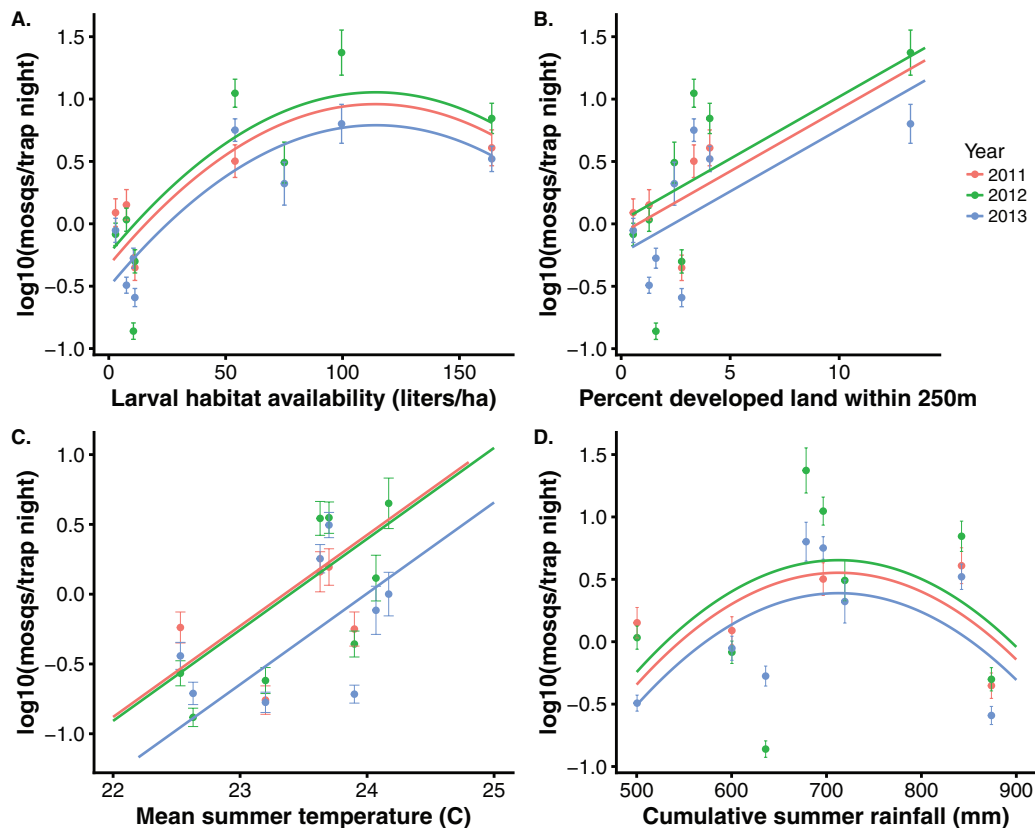 A.
log10(mosqs/trap night)
1.5
1.0
0.5
0.0
−0.5
−1.0
0 50 100 150
Larval habitat availability (liters/ha)
B.
log10(mosqs/trap night)
1.5
1.0
0.5
0.0
−0.5
−1.0
0 5 10
Percent developed land within 250m
Year
2011
2012
2013
C.
log10(mosqs/trap night)
1.0
0.5
0.0
−0.5
−1.0
22 23 24 25
Mean summer temperature (C)
D.
log10(mosqs/trap night)
1.5
1.0
0.5
0.0
−0.5
−1.0
500 600 700 800 900
Cumulative summer rainfall (mm)